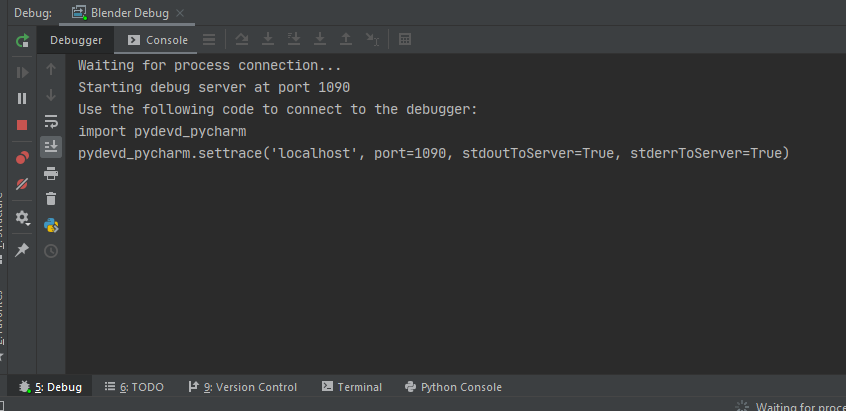 Debug: Blender Debug
Debugger Console
Waiting for process connection...
Starting debug server at port 1090
Use the following code to connect to the debugger:
import pydevd_pycharm
pydevd_pycharm.settrace('localhost', port=1090, stdoutToServer=True, stderrToServer=True)
5: Debug 6: TODO 9: Version Control Terminal Python Console
Waiting for proce